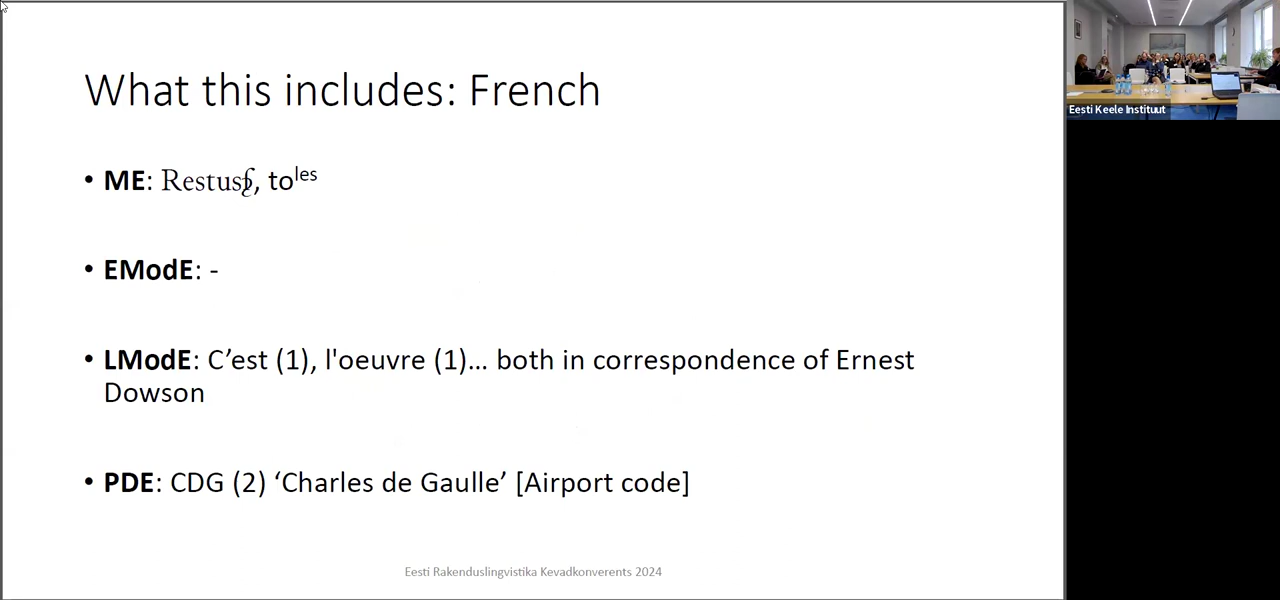 What this includes: French
• ME: Restusꝭ, to^les
• EModE: -
• LModE: C’est (1), l'oeuvre (1)... both in correspondence of Ernest
Dowson
• PDE: CDG (2) ‘Charles de Gaulle’ [Airport code]
Eesti Rakenduslingvistika Kevadkonverents 2024
Eesti Keele Instituut